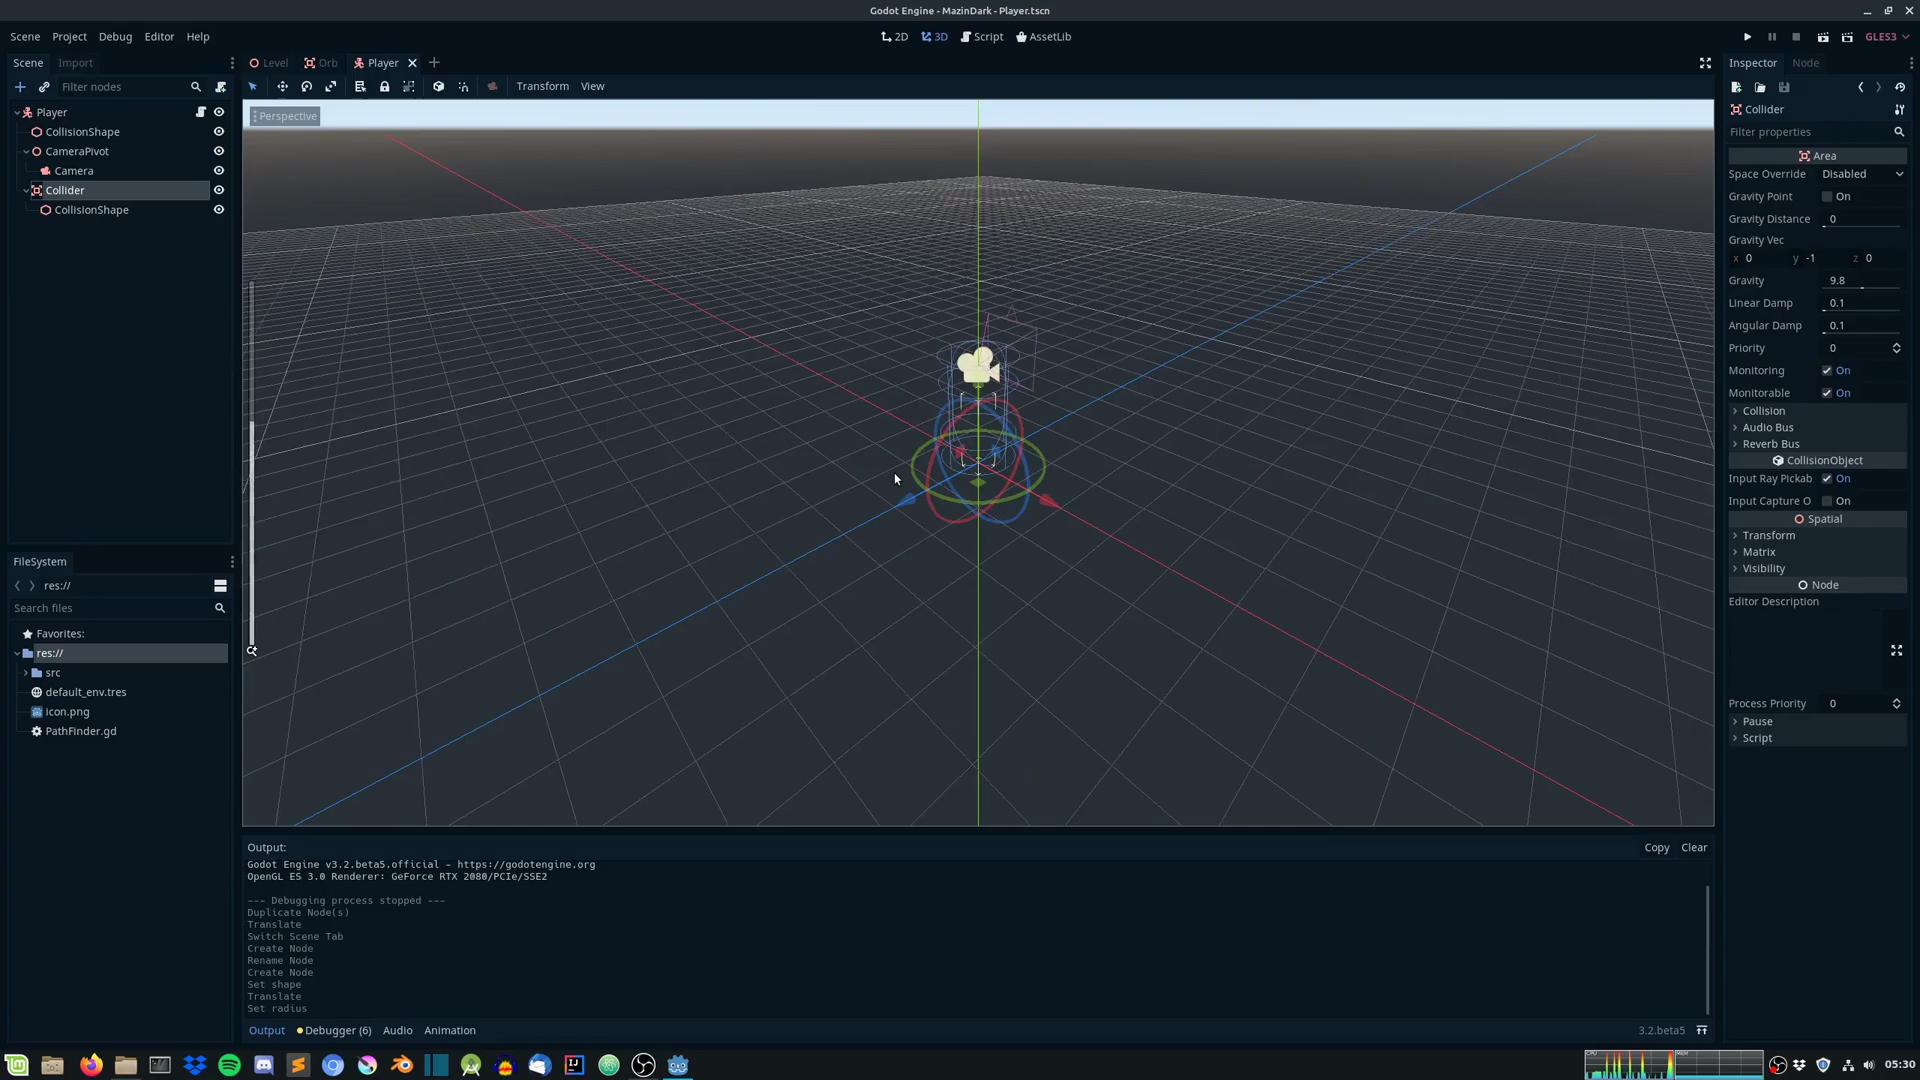 Godot Engine - MazinDark - Player.tscn
Scene Project Debug Editor Help
2D 3D Script AssetLib
GLES3
Scene Import
Level Orb Player
Inspector Node
Filter nodes
Transform View
Perspective
Player
CollisionShape
CameraPivot
Camera
Collider
CollisionShape
Collider
Filter properties
Area
Space Override Disabled
Gravity Point On
Gravity Distance 0
Gravity Vec
x 0 y -1 z 0
Gravity 9.8
Linear Damp 0.1
Angular Damp 0.1
Priority 0
Monitoring On
Monitorable On
Collision
Audio Bus
Reverb Bus
CollisionObject
Input Ray Pickab On
Input Capture O On
Spatial
Transform
Matrix
Visibility
Node
Editor Description
Process Priority 0
Pause
Script
FileSystem
res://
Search files
Favorites:
res://
src
default_env.tres
icon.png
PathFinder.gd
Output:
Copy Clear
Godot Engine v3.2.beta5.official - https://godotengine.org
OpenGL ES 3.0 Renderer: GeForce RTX 2080/PCIe/SSE2
--- Debugging process stopped ---
Duplicate Node(s)
Translate
Switch Scene Tab
Create Node
Rename Node
Create Node
Set shape
Translate
Set radius
Output Debugger (6) Audio Animation
3.2.beta5
CPU MEM
05:30